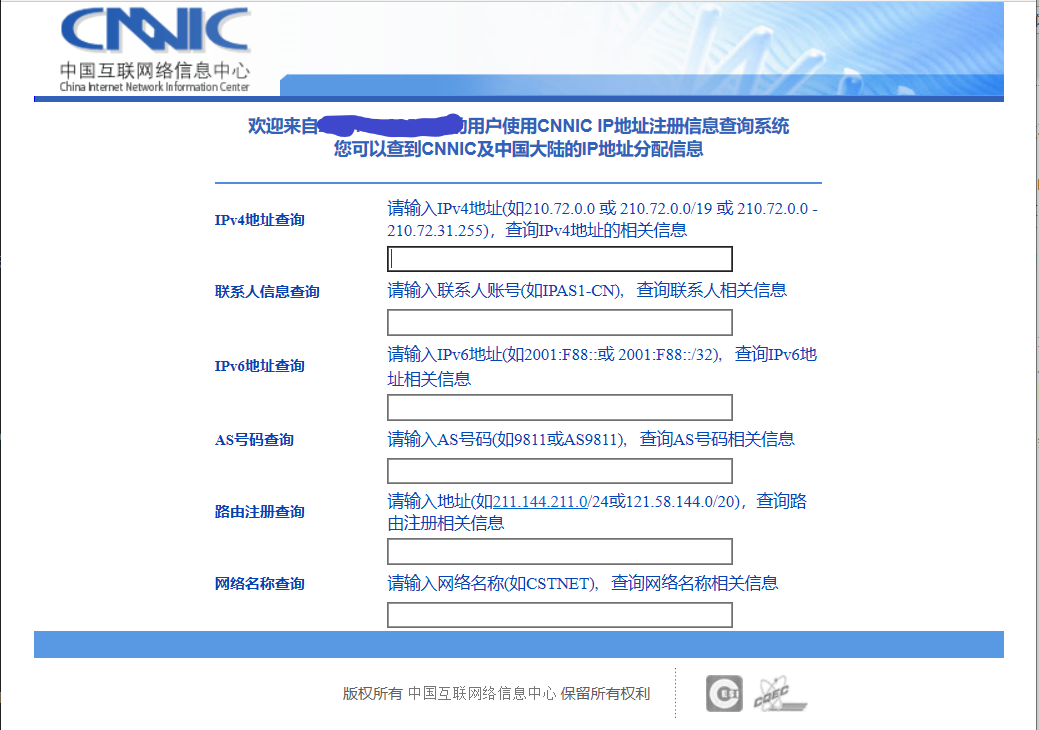 CNNIC
中国互联网络信息中心
China Internet Network Information Center
欢迎来自的用户使用CNNIC IP地址注册信息查询系统
您可以查到CNNIC及中国大陆的IP地址分配信息
IPv4地址查询
请输入IPv4地址(如210.72.0.0 或 210.72.0.0/19 或 210.72.0.0 -
210.72.31.255)，查询IPv4地址的相关信息
联系人信息查询
请输入联系人账号(如IPAS1-CN)，查询联系人相关信息
IPv6地址查询
请输入IPv6地址(如2001:F88::或 2001:F88::/32)，查询IPv6地
址相关信息
AS号码查询
请输入AS号码(如9811或AS9811)，查询AS号码相关信息
路由注册查询
请输入地址(如211.144.211.0/24或121.58.144.0/20)，查询路
由注册相关信息
网络名称查询
请输入网络名称(如CSTNET)，查询网络名称相关信息
版权所有 中国互联网络信息中心 保留所有权利